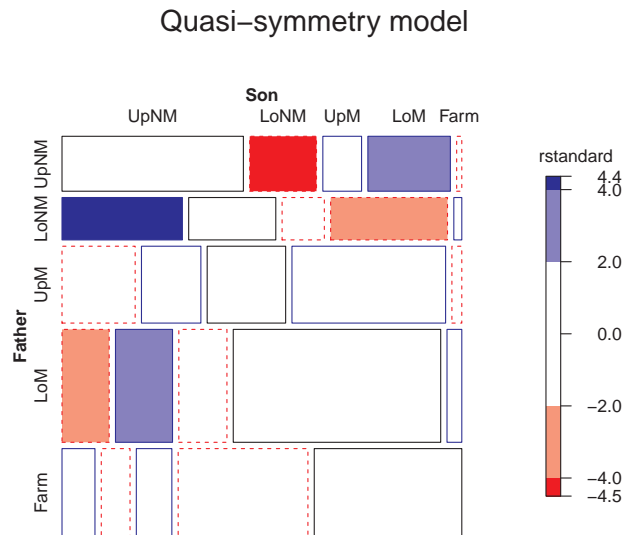 Quasi−symmetry model
Son
UpNM LoNM UpM LoM Farm
Father
UpNM
LoNM
UpM
LoM
Farm
rstandard
4.4
4.0
2.0
0.0
−2.0
−4.0
−4.5